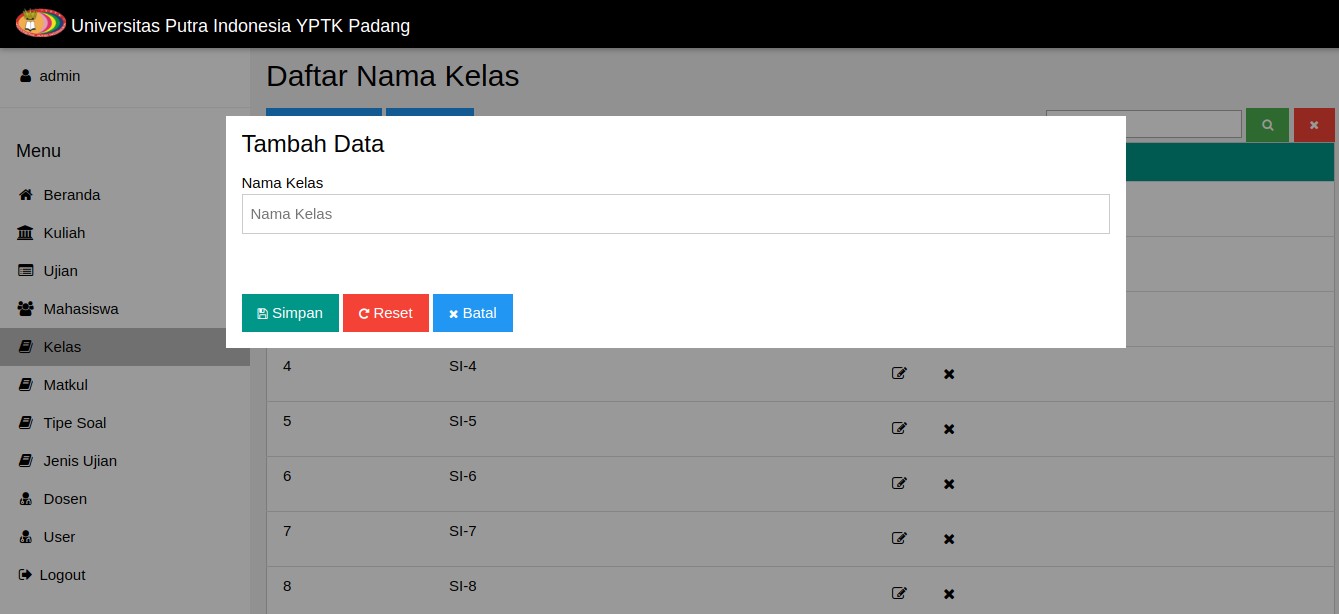 Universitas Putra Indonesia YPTK Padang
admin
Daftar Nama Kelas
Menu
Beranda
Kuliah
Ujian
Mahasiswa
Kelas
Matkul
Tipe Soal
Jenis Ujian
Dosen
User
Logout
Tambah Data
Nama Kelas
Nama Kelas
Simpan Reset Batal
4 SI-4
5 SI-5
6 SI-6
7 SI-7
8 SI-8